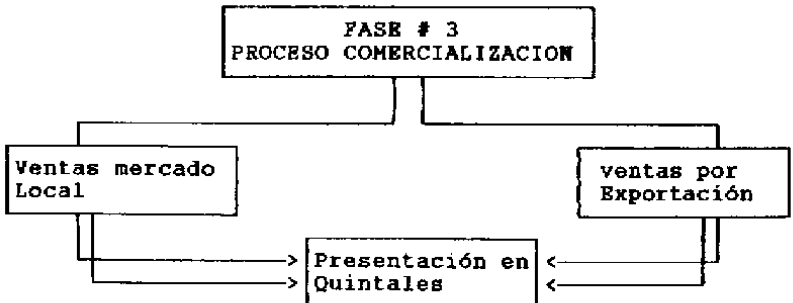 FASE # 3
PROCESO COMERCIALIZACION
Ventas mercado
Local
ventas por
Exportación
Presentación en
Quintales